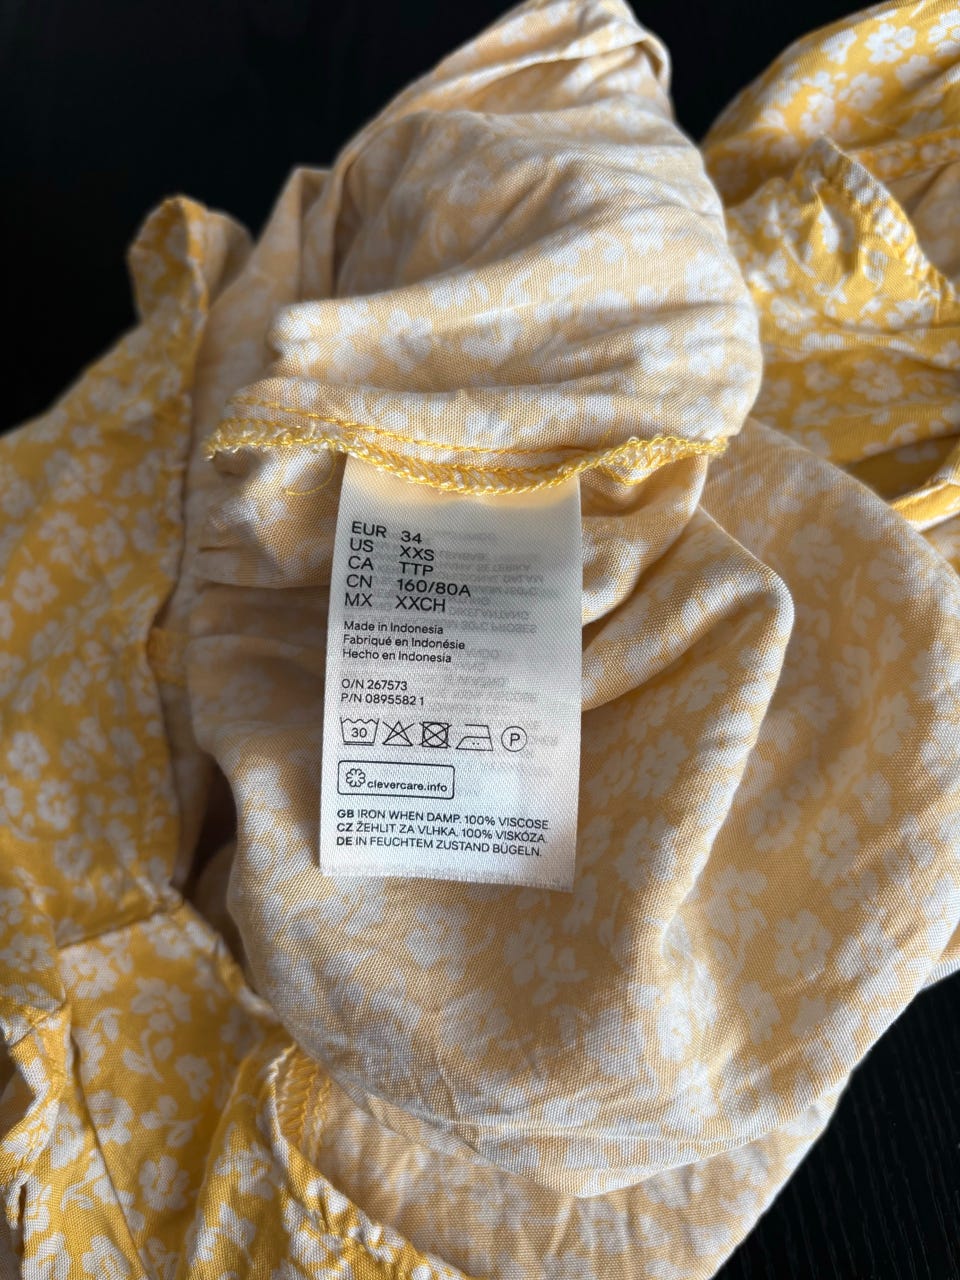 EUR 34
US XXS
CA TTP
CN 160/80A
MX XXCH
Made in Indonesia
Fabriqué en Indonésie
Hecho en Indonesia
O/N 267573
P/N 0895582 1
30
P
clevercare.info
GB IRON WHEN DAMP. 100% VISCOSE
CZ ŽEHLIT ZA VLHKA. 100% VISKÓZA.
DE IN FEUCHTEM ZUSTAND BÜGELN.